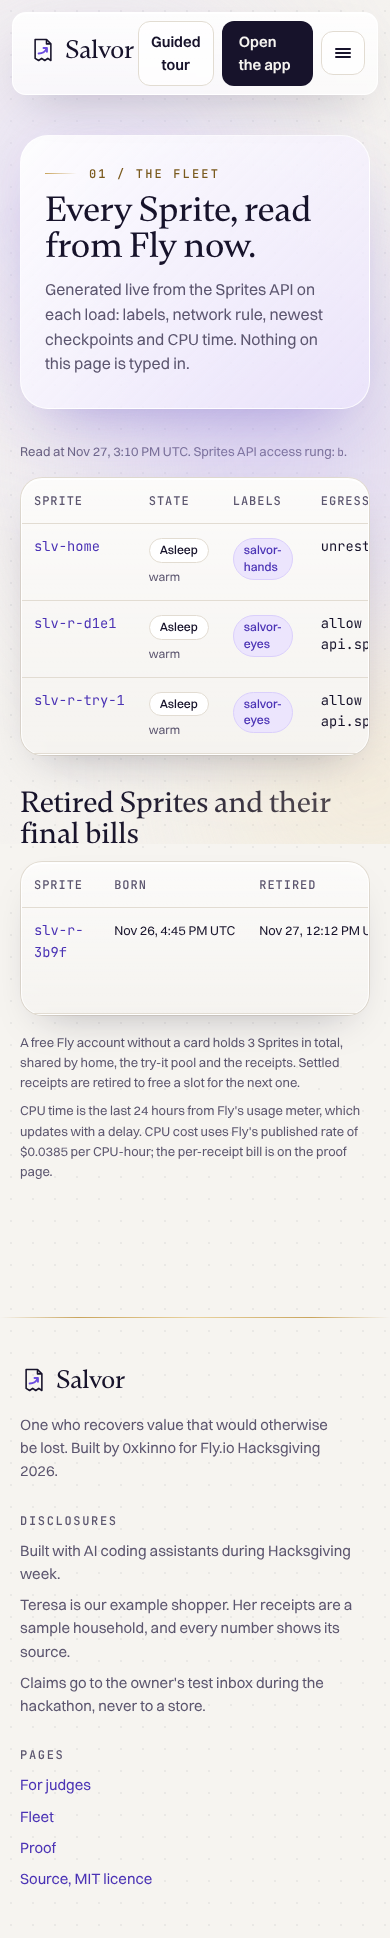 Salvor
Guided
tour
Open
the app
01 / THE FLEET
Every Sprite, read
from Fly now.
Generated live from the Sprites API on
each load: labels, network rule, newest
checkpoints and CPU time. Nothing on
this page is typed in.
Read at Nov 27, 3:10 PM UTC. Sprites API access rung: b.
SPRITE STATE LABELS EGRESS
slv-home Asleep salvor- unrest
warm hands
slv-r-d1e1 Asleep salvor- allow
warm eyes api.sp
slv-r-try-1 Asleep salvor- allow
warm eyes api.sp
Retired Sprites and their
final bills
SPRITE BORN RETIRED
slv-r- Nov 26, 4:45 PM UTC Nov 27, 12:12 PM U
3b9f
A free Fly account without a card holds 3 Sprites in total,
shared by home, the try-it pool and the receipts. Settled
receipts are retired to free a slot for the next one.
CPU time is the last 24 hours from Fly's usage meter, which
updates with a delay. CPU cost uses Fly's published rate of
$0.0385 per CPU-hour; the per-receipt bill is on the proof
page.
Salvor
One who recovers value that would otherwise
be lost. Built by 0xkinno for Fly.io Hacksgiving
2026.
DISCLOSURES
Built with AI coding assistants during Hacksgiving
week.
Teresa is our example shopper. Her receipts are a
sample household, and every number shows its
source.
Claims go to the owner's test inbox during the
hackathon, never to a store.
PAGES
For judges
Fleet
Proof
Source, MIT licence